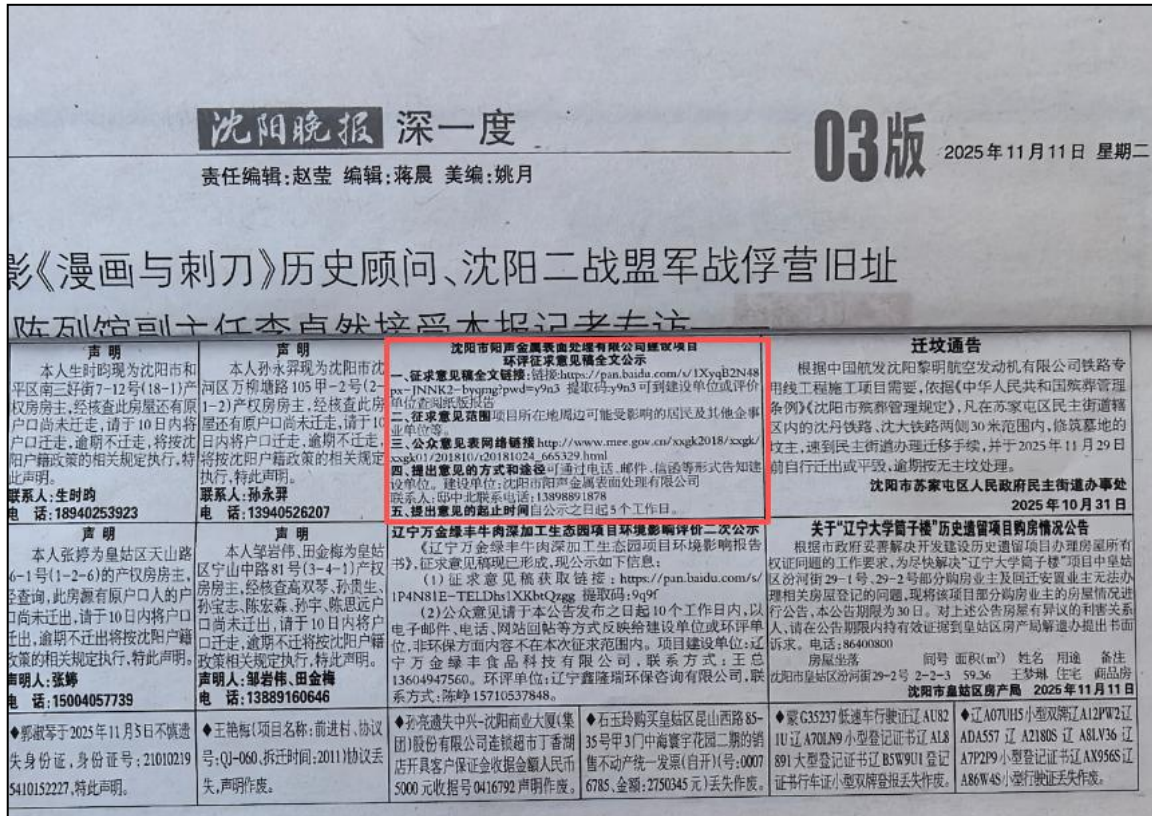 沈阳晚报 深一度
03版 2025年11月11日 星期二
责任编辑:赵莹 编辑:蒋晨 美编:姚月
影《漫画与刺刀》历史顾问、沈阳二战盟军战俘营旧址
陈列馆副主任李卓然接受本报记者专访
声 明
本人生时昀现为沈阳市和
平区南三好街7-12号(18-1)产
权房房主,经核查此房屋还有原
户口尚未迁走,请于10日内将
户口迁走,逾期不迁走,将按沈
阳户籍政策的相关规定执行,特
此声明。
联系人:生时昀
电 话:18940253923
声 明
本人孙永羿现为沈阳市沈
河区万柳塘路105甲-2号(2-
1-2)产权房房主,经核查此房
屋还有原户口尚未迁走,请于10
日内将户口迁走,逾期不迁走,
将按沈阳户籍政策的相关规定
执行,特此声明。
联系人:孙永羿
电 话:13940526207
沈阳市阳声金属表面处理有限公司建设项目
环评征求意见稿全文公示
一、征求意见稿全文链接:链接:https://pan.baidu.com/s/1XyqB2N48
提取码:y9n3 可到建设单位或评价
单位查阅纸版报告
二、征求意见范围项目所在地周边可能受影响的居民及其他企事
业单位等。
三、公众意见表网络链接http://www.mee.gov.cn/xxgk2018/xxgk/
xxgk01/201810/t20181024_665329.html
四、提出意见的方式和途径可通过电话、邮件、信函等形式告知建
设单位。建设单位:沈阳市阳声金属表面处理有限公司
联系人:邸中北联系电话:13898891878
五、提出意见的起止时间自公示之日起5个工作日。
迁坟通告
根据中国航发沈阳黎明航空发动机有限公司铁路专
用线工程施工项目需要,依据《中华人民共和国殡葬管理
条例》《沈阳市殡葬管理规定》,凡在苏家屯区民主街道辖
区内的沈丹铁路、沈大铁路两侧30米范围内,修筑墓地的
坟主,速到民主街道办理迁移手续,并于2025年11月29日
前自行迁出或平毁,逾期按无主坟处理。
沈阳市苏家屯区人民政府民主街道办事处
2025年10月31日
声 明
本人张婷为皇姑区天山路
6-1号(1-2-6)的产权房房主,
经查询,此房源有原户口人的户
口尚未迁出,请于10日内将户口
迁出,逾期不迁出将按沈阳户籍
政策的相关规定执行,特此声明。
声明人:张婷
电 话:15004057739
声 明
本人邹岩伟、田金梅为皇姑
区宁山中路81号(3-4-1)产权
房房主,经核查高双琴、孙贵生、
孙宝志、陈宏森、孙宇、陈思远户
口尚未迁出,请于10日内将户
口迁走,逾期不迁将按沈阳户籍
政策相关规定执行,特此声明。
声明人:邹岩伟、田金梅
电 话:13889160646
辽宁万金绿丰牛肉深加工生态园项目环境影响评价二次公示
《辽宁万金绿丰牛肉深加工生态园项目环境影响报告
书》,征求意见稿现已形成,现公示如下信息:
(1)征求意见稿获取链接:https://pan.baidu.com/s/
1P4N81E-TELDhs1XKbtQzgg 提取码:9q9f
(2)公众意见请于本公告发布之日起10个工作日内,以
电子邮件、电话、网站回帖等方式反映给建设单位或环评单
位,非环保方面内容不在本次征求范围内。项目建设单位:辽
宁万金绿丰食品科技有限公司,联系方式:王总
13604947560。环评单位:辽宁鑫隆瑞环保咨询有限公司,联
系方式:陈峥 15710537848。
关于“辽宁大学筒子楼”历史遗留项目购房情况公告
根据市政府妥善解决开发建设历史遗留项目办理房屋所有
权证问题的工作要求,为尽快解决“辽宁大学筒子楼”项目中皇姑
区汾河街29-1号、29-2号部分购房业主及回迁安置业主无法办
理相关房屋登记的问题,现将该项目部分购房业主的房屋情况进
行公告,本公告期限为30日。对上述公告房屋有异议的利害关系
人,请在公告期限内持有效证据到皇姑区房产局解遗办提出书面
诉求。电话:86400800
房屋坐落 间号 面积(m²) 姓名 用途 备注
沈阳市皇姑区汾河街29-2号 2-2-3 59.36 王梦琳 住宅 商品房
沈阳市皇姑区房产局 2025年11月11日
◆郭淑琴于2025年11月5日不慎遗
失身份证,身份证号:21010219
5410152227,特此声明。
◆王艳梅(项目名称:前进村、协议
号:QJ-060,拆迁时间:2011)协议丢
失,声明作废。
◆孙亮遗失中兴-沈阳商业大厦(集
团)股份有限公司连锁超市丁香湖
店开具客户保证金收据金额人民币
5000元收据号0416792声明作废。
◆石玉玲购买皇姑区昆山西路85-
35号甲3门中海寰宇花园二期的销
售不动产统一发票(自开)(号:0007
6785、金额:2750345元)丢失作废。
◆蒙G35237低速车行驶证辽AU82
1U辽A70LN9小型登记证书辽AL8
891大型登记证书辽B5W9U1登记
证书行车证小型双牌登报丢失作废。
◆辽A07UH5小型双牌辽A12PW2辽
ADA557 辽A2180S 辽A8LV36 辽
A7P2P9小型登记证书辽AX956S辽
A86W4S小型行驶证丢失作废。